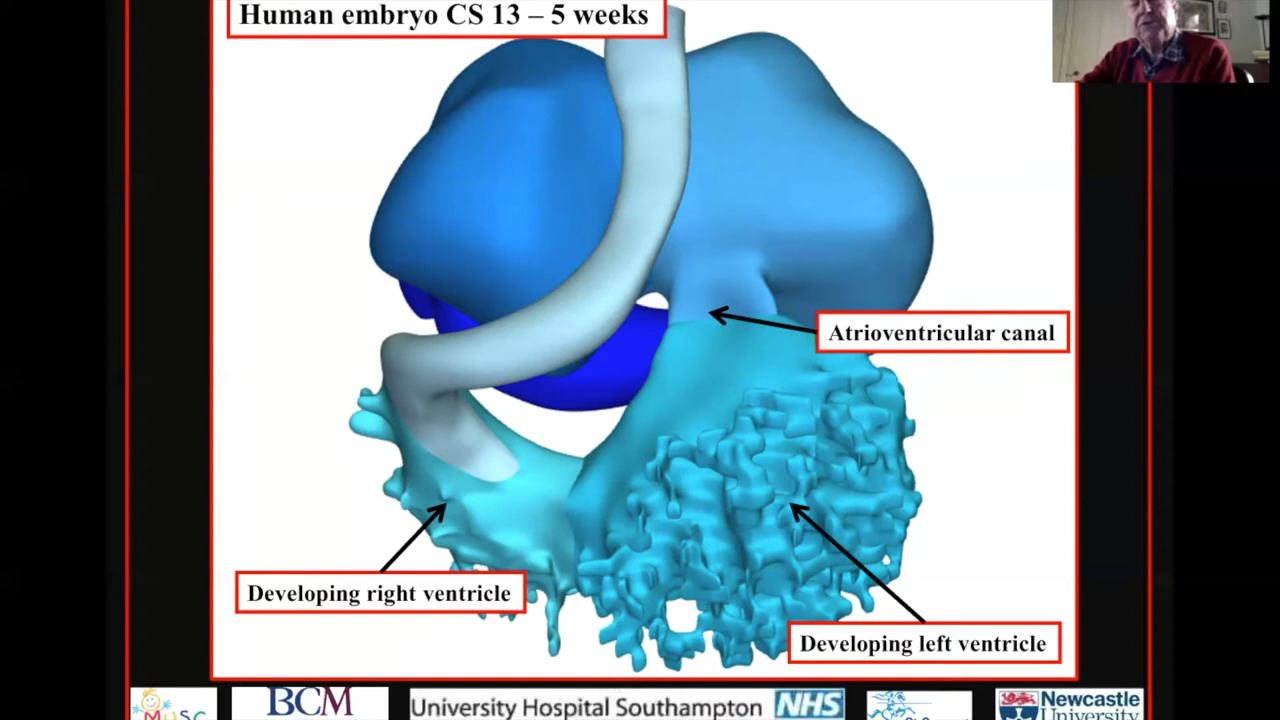 Human embryo CS 13 – 5 weeks
Atrioventricular canal
Developing right ventricle
Developing left ventricle
BCM
University Hospital Southampton NHS
Newcastle
University